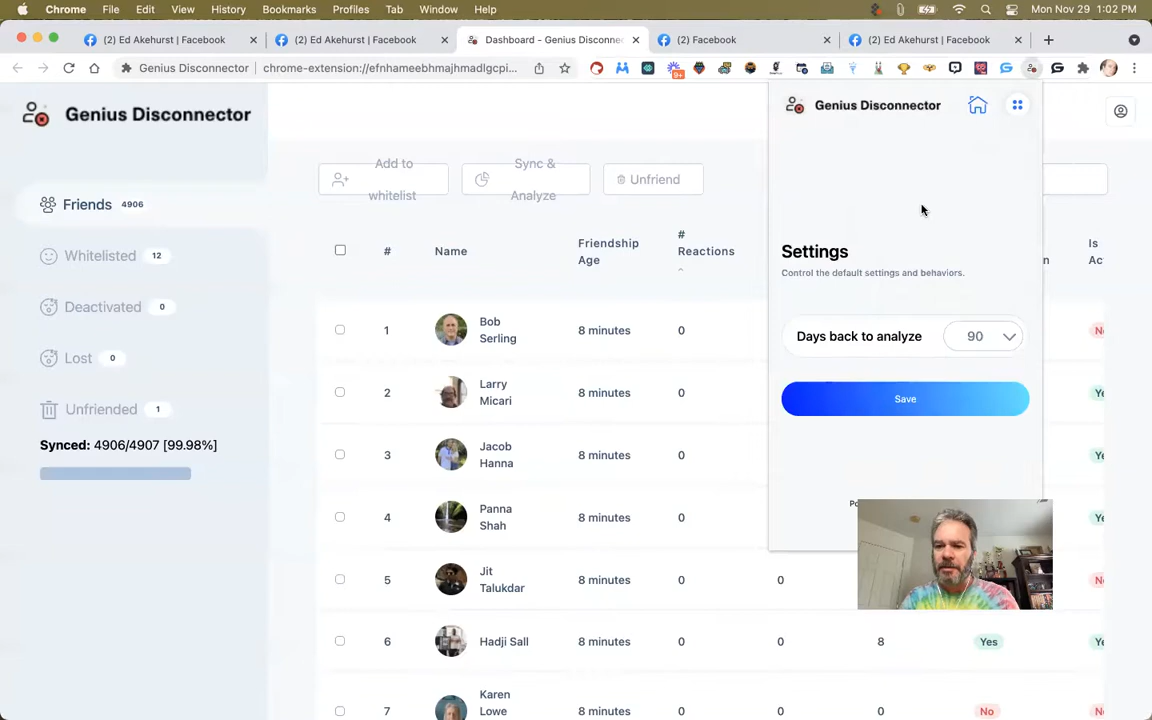 Chrome File Edit View History Bookmarks Profiles Tab Window Help Mon Nov 29 1:02 PM
(2) Ed Akehurst | Facebook (2) Ed Akehurst | Facebook Dashboard - Genius Disconne (2) Facebook (2) Ed Akehurst | Facebook
Genius Disconnector chrome-extension://efnhameebhmajhmadlgcpi... 9+
Genius Disconnector
Genius Disconnector
Add to whitelist
Sync & Analyze
Unfriend
Friends 4906
Whitelisted 12
Deactivated 0
Lost 0
Unfriended 1
Synced: 4906/4907 [99.98%]
# Name Friendship Age # Reactions Is
1 Bob Serling 8 minutes 0
2 Larry Micari 8 minutes 0
3 Jacob Hanna 8 minutes 0
4 Panna Shah 8 minutes 0
5 Jit Talukdar 8 minutes 0 0
6 Hadji Sall 8 minutes 0 0 8 Yes
7 Karen Lowe 8 minutes 0 0 0 No
Settings
Control the default settings and behaviors.
Days back to analyze 90
Save